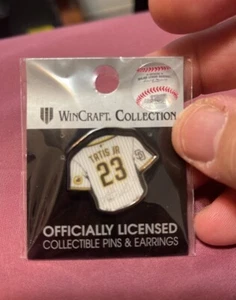 WINCRAFT COLLECTION
TATIS JR
23
OFFICIALLY LICENSED
COLLECTIBLE PINS & EARRINGS